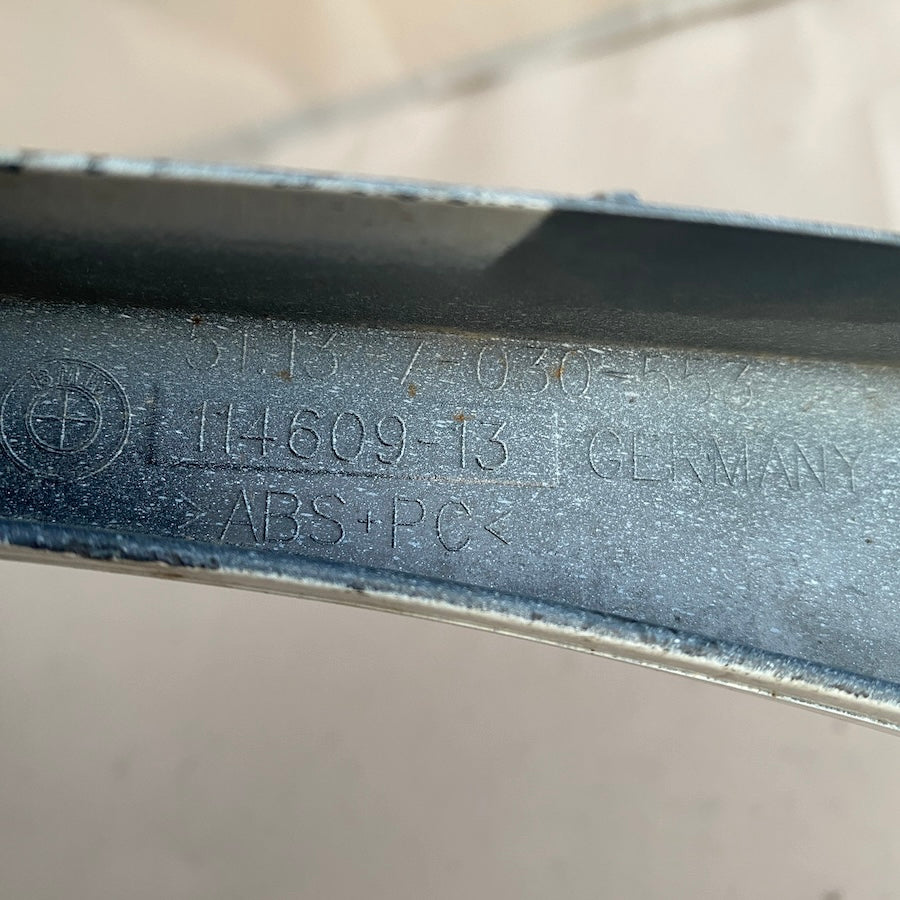 51.13-7-030-553
114609-13
GERMANY
>ABS+PC<